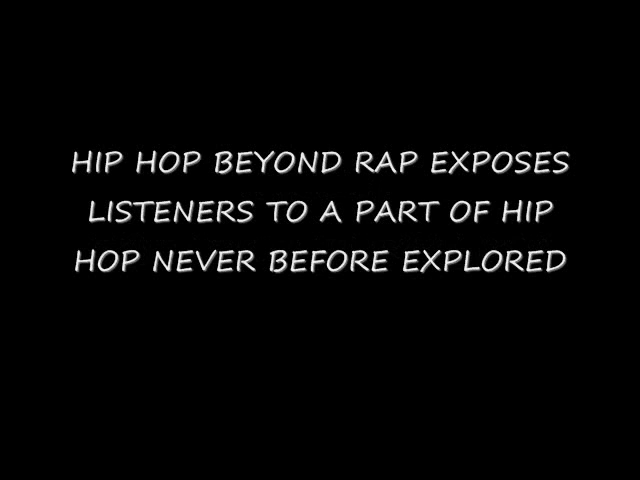 HIP HOP BEYOND RAP EXPOSES
LISTENERS TO A PART OF HIP
HOP NEVER BEFORE EXPLORED